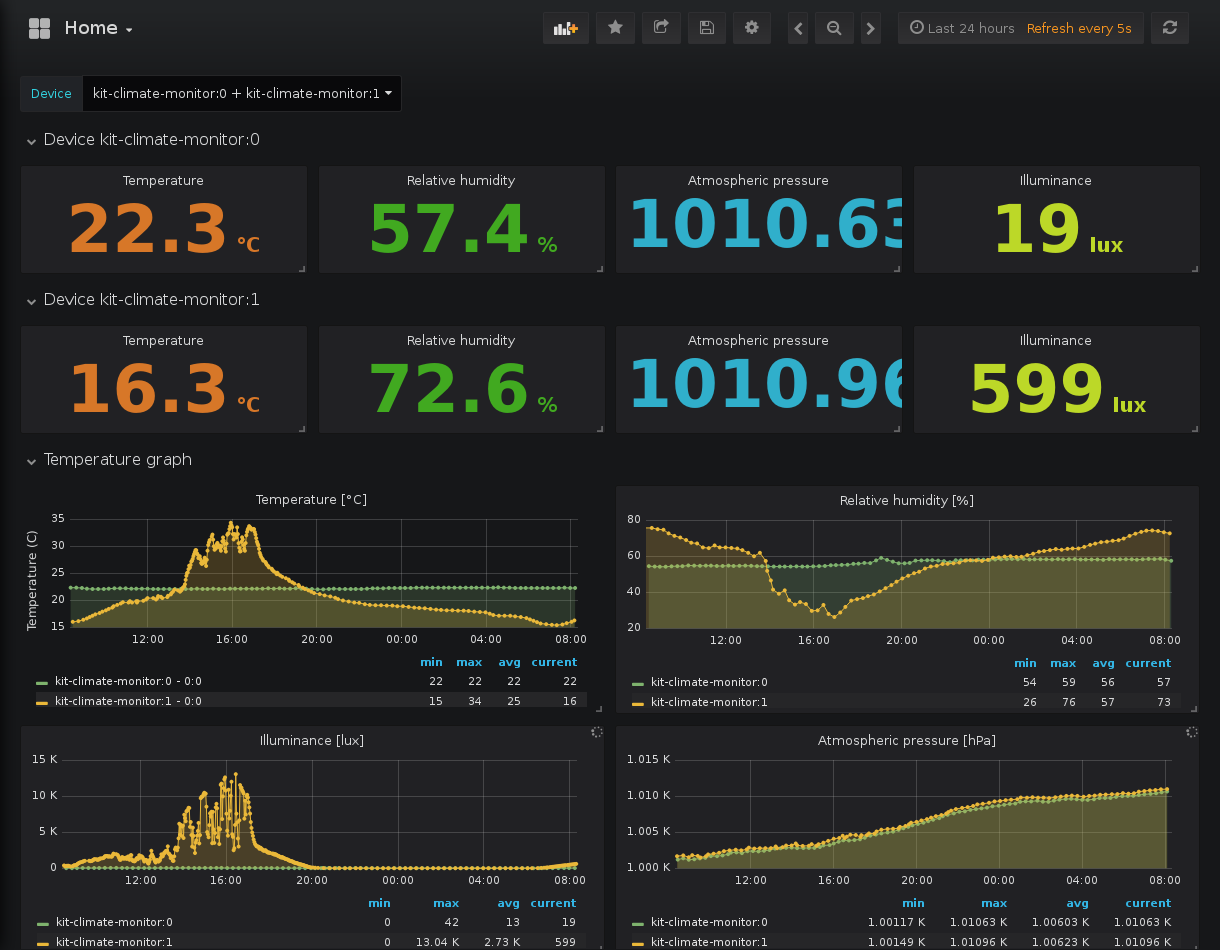 Home
Last 24 hours Refresh every 5s
Device kit-climate-monitor:0 + kit-climate-monitor:1
Device kit-climate-monitor:0
Temperature
22.3 °C
Relative humidity
57.4 %
Atmospheric pressure
1010.63
Illuminance
19 lux
Device kit-climate-monitor:1
Temperature
16.3 °C
Relative humidity
72.6 %
Atmospheric pressure
1010.96
Illuminance
599 lux
Temperature graph
Temperature [°C]
Temperature (C)
35
30
25
20
15
12:00 16:00 20:00 00:00 04:00 08:00
min max avg current
kit-climate-monitor:0 - 0:0 22 22 22 22
kit-climate-monitor:1 - 0:0 15 34 25 16
Relative humidity [%]
80
60
40
20
12:00 16:00 20:00 00:00 04:00 08:00
min max avg current
kit-climate-monitor:0 54 59 56 57
kit-climate-monitor:1 26 76 57 73
Illuminance [lux]
15 K
10 K
5 K
0
12:00 16:00 20:00 00:00 04:00 08:00
min max avg current
kit-climate-monitor:0 0 42 13 19
kit-climate-monitor:1 0 13.04 K 2.73 K 599
Atmospheric pressure [hPa]
1.015 K
1.010 K
1.005 K
1.000 K
12:00 16:00 20:00 00:00 04:00 08:00
min max avg current
kit-climate-monitor:0 1.00117 K 1.01063 K 1.00603 K 1.01063 K
kit-climate-monitor:1 1.00149 K 1.01096 K 1.00623 K 1.01096 K